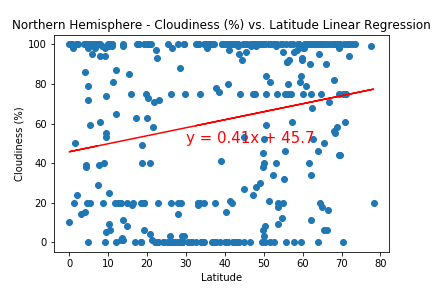 Northern Hemisphere - Cloudiness (%) vs. Latitude Linear Regression
100
80
60
40
20
0
Cloudiness (%)
y = 0.41x + 45.7
0 10 20 30 40 50 60 70 80
Latitude